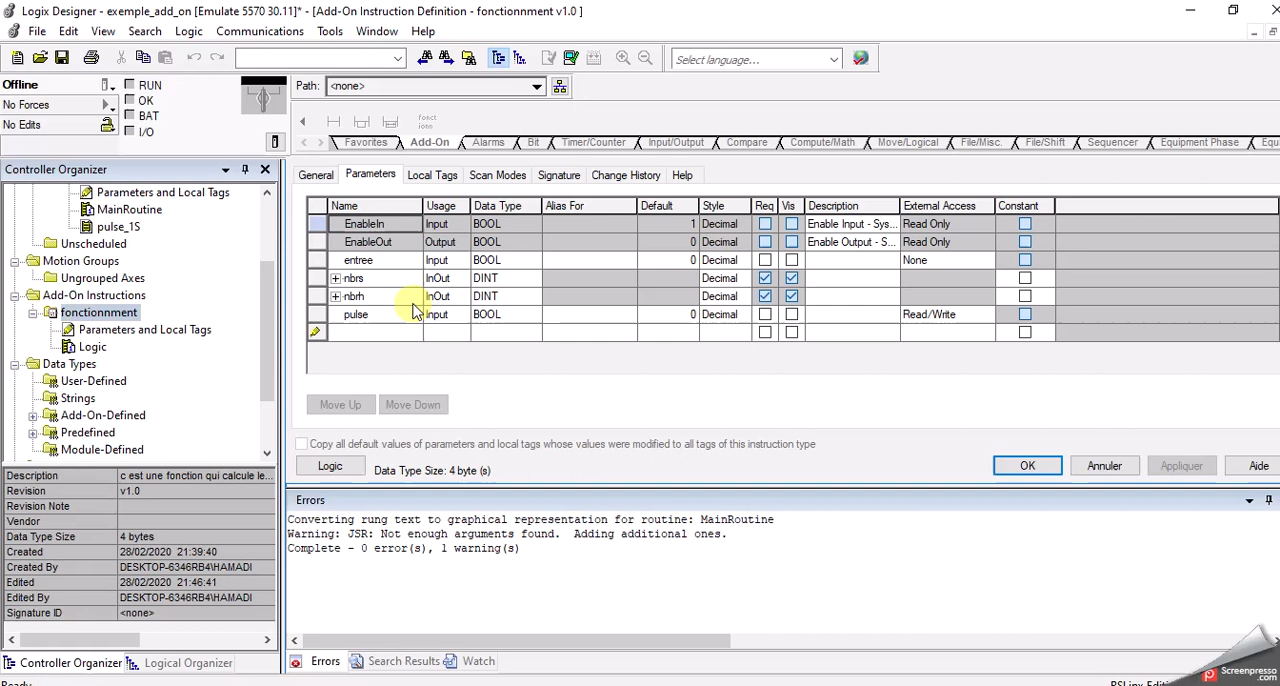 Logix Designer - exemple_add_on [Emulate 5570 30.11]* - [Add-On Instruction Definition - fonctionnment v1.0 ]
File Edit View Search Logic Communications Tools Window Help
Select language...
Offline
No Forces
No Edits
RUN
OK
BAT
I/O
Path: <none>
fonct
ions
Favorites Add-On Alarms Bit Timer/Counter Input/Output Compare Compute/Math Move/Logical File/Misc. File/Shift Sequencer Equipment Phase Equi
Controller Organizer
Parameters and Local Tags
MainRoutine
pulse_1S
Unscheduled
Motion Groups
Ungrouped Axes
Add-On Instructions
fonctionnment
Parameters and Local Tags
Logic
Data Types
User-Defined
Strings
Add-On-Defined
Predefined
Module-Defined
Description c est une fonction qui calcule le...
Revision v1.0
Revision Note
Vendor
Data Type Size 4 bytes
Created 28/02/2020 21:39:40
Created By DESKTOP-6346RB4\HAMADI
Edited 28/02/2020 21:46:41
Edited By DESKTOP-6346RB4\HAMADI
Signature ID <none>
Controller Organizer Logical Organizer
General Parameters Local Tags Scan Modes Signature Change History Help
Name Usage Data Type Alias For Default Style Req Vis Description External Access Constant
EnableIn Input BOOL 1 Decimal Enable Input - Sys... Read Only
EnableOut Output BOOL 0 Decimal Enable Output - S... Read Only
entree Input BOOL 0 Decimal None
nbrs InOut DINT Decimal
nbrh InOut DINT Decimal
pulse Input BOOL 0 Decimal Read/Write
Move Up Move Down
Copy all default values of parameters and local tags whose values were modified to all tags of this instruction type
Logic Data Type Size: 4 byte (s) OK Annuler Appliquer Aide
Errors
Converting rung text to graphical representation for routine: MainRoutine
Warning: JSR: Not enough arguments found. Adding additional ones.
Complete - 0 error(s), 1 warning(s)
Errors Search Results Watch
Screenpresso
.com